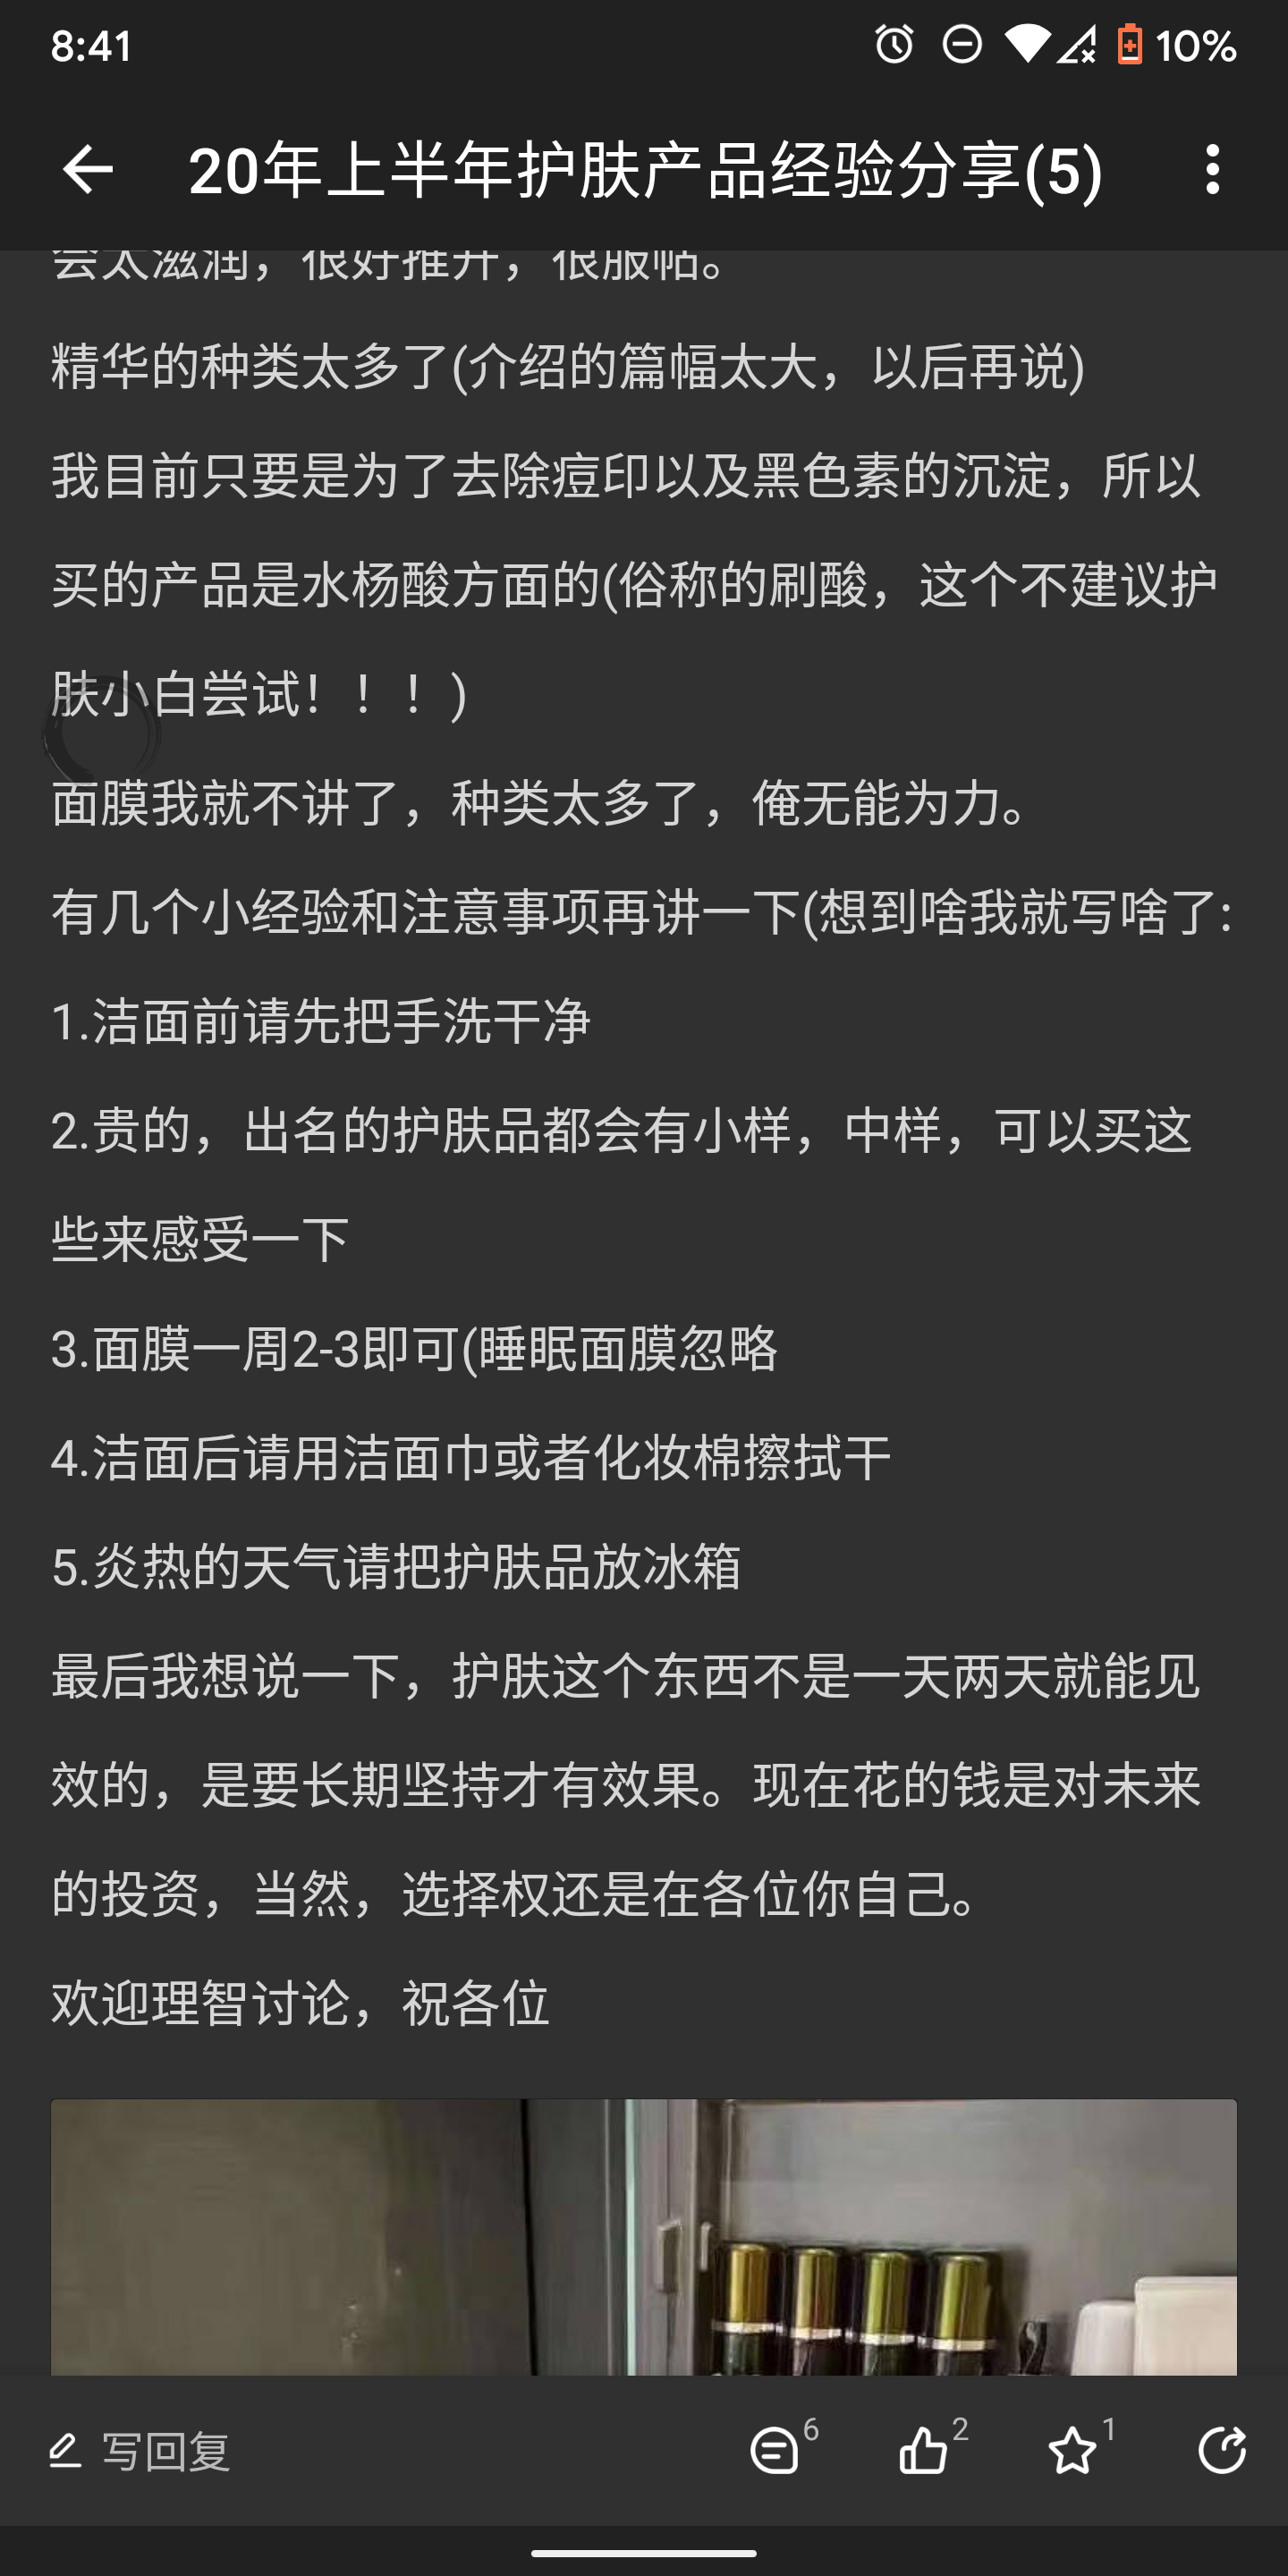 8:41
10%
20年上半年护肤产品经验分享(5)
会太滋润，很好推开，很服帖。
精华的种类太多了(介绍的篇幅太大，以后再说)
我目前只要是为了去除痘印以及黑色素的沉淀，所以
买的产品是水杨酸方面的(俗称的刷酸，这个不建议护
肤小白尝试！！！)
面膜我就不讲了，种类太多了，俺无能为力。
有几个小经验和注意事项再讲一下(想到啥我就写啥了:
1.洁面前请先把手洗干净
2.贵的，出名的护肤品都会有小样，中样，可以买这
些来感受一下
3.面膜一周2-3即可(睡眠面膜忽略
4.洁面后请用洁面巾或者化妆棉擦拭干
5.炎热的天气请把护肤品放冰箱
最后我想说一下，护肤这个东西不是一天两天就能见
效的，是要长期坚持才有效果。现在花的钱是对未来
的投资，当然，选择权还是在各位你自己。
欢迎理智讨论，祝各位
写回复
6
2
1